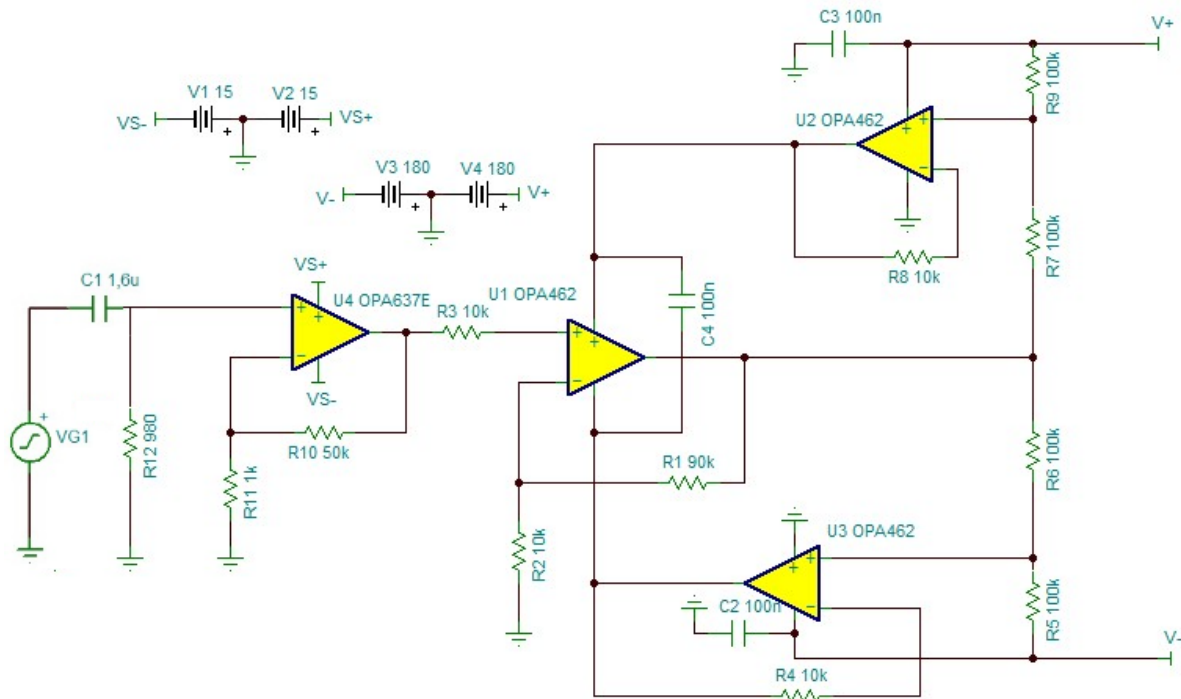 C3 100n
V+
R9 100k
V1 15
V2 15
VS-
VS+
U2 OPA462
V3 180
V4 180
V-
V+
R8 10k
R7 100k
C1 1,6u
VS+
U4 OPA637E
R3 10k
U1 OPA462
C4 100n
VS-
VG1
R12 980
R10 50k
R11 1k
R1 90k
R6 100k
R2 10k
U3 OPA462
C2 100n
R5 100k
V-
R4 10k